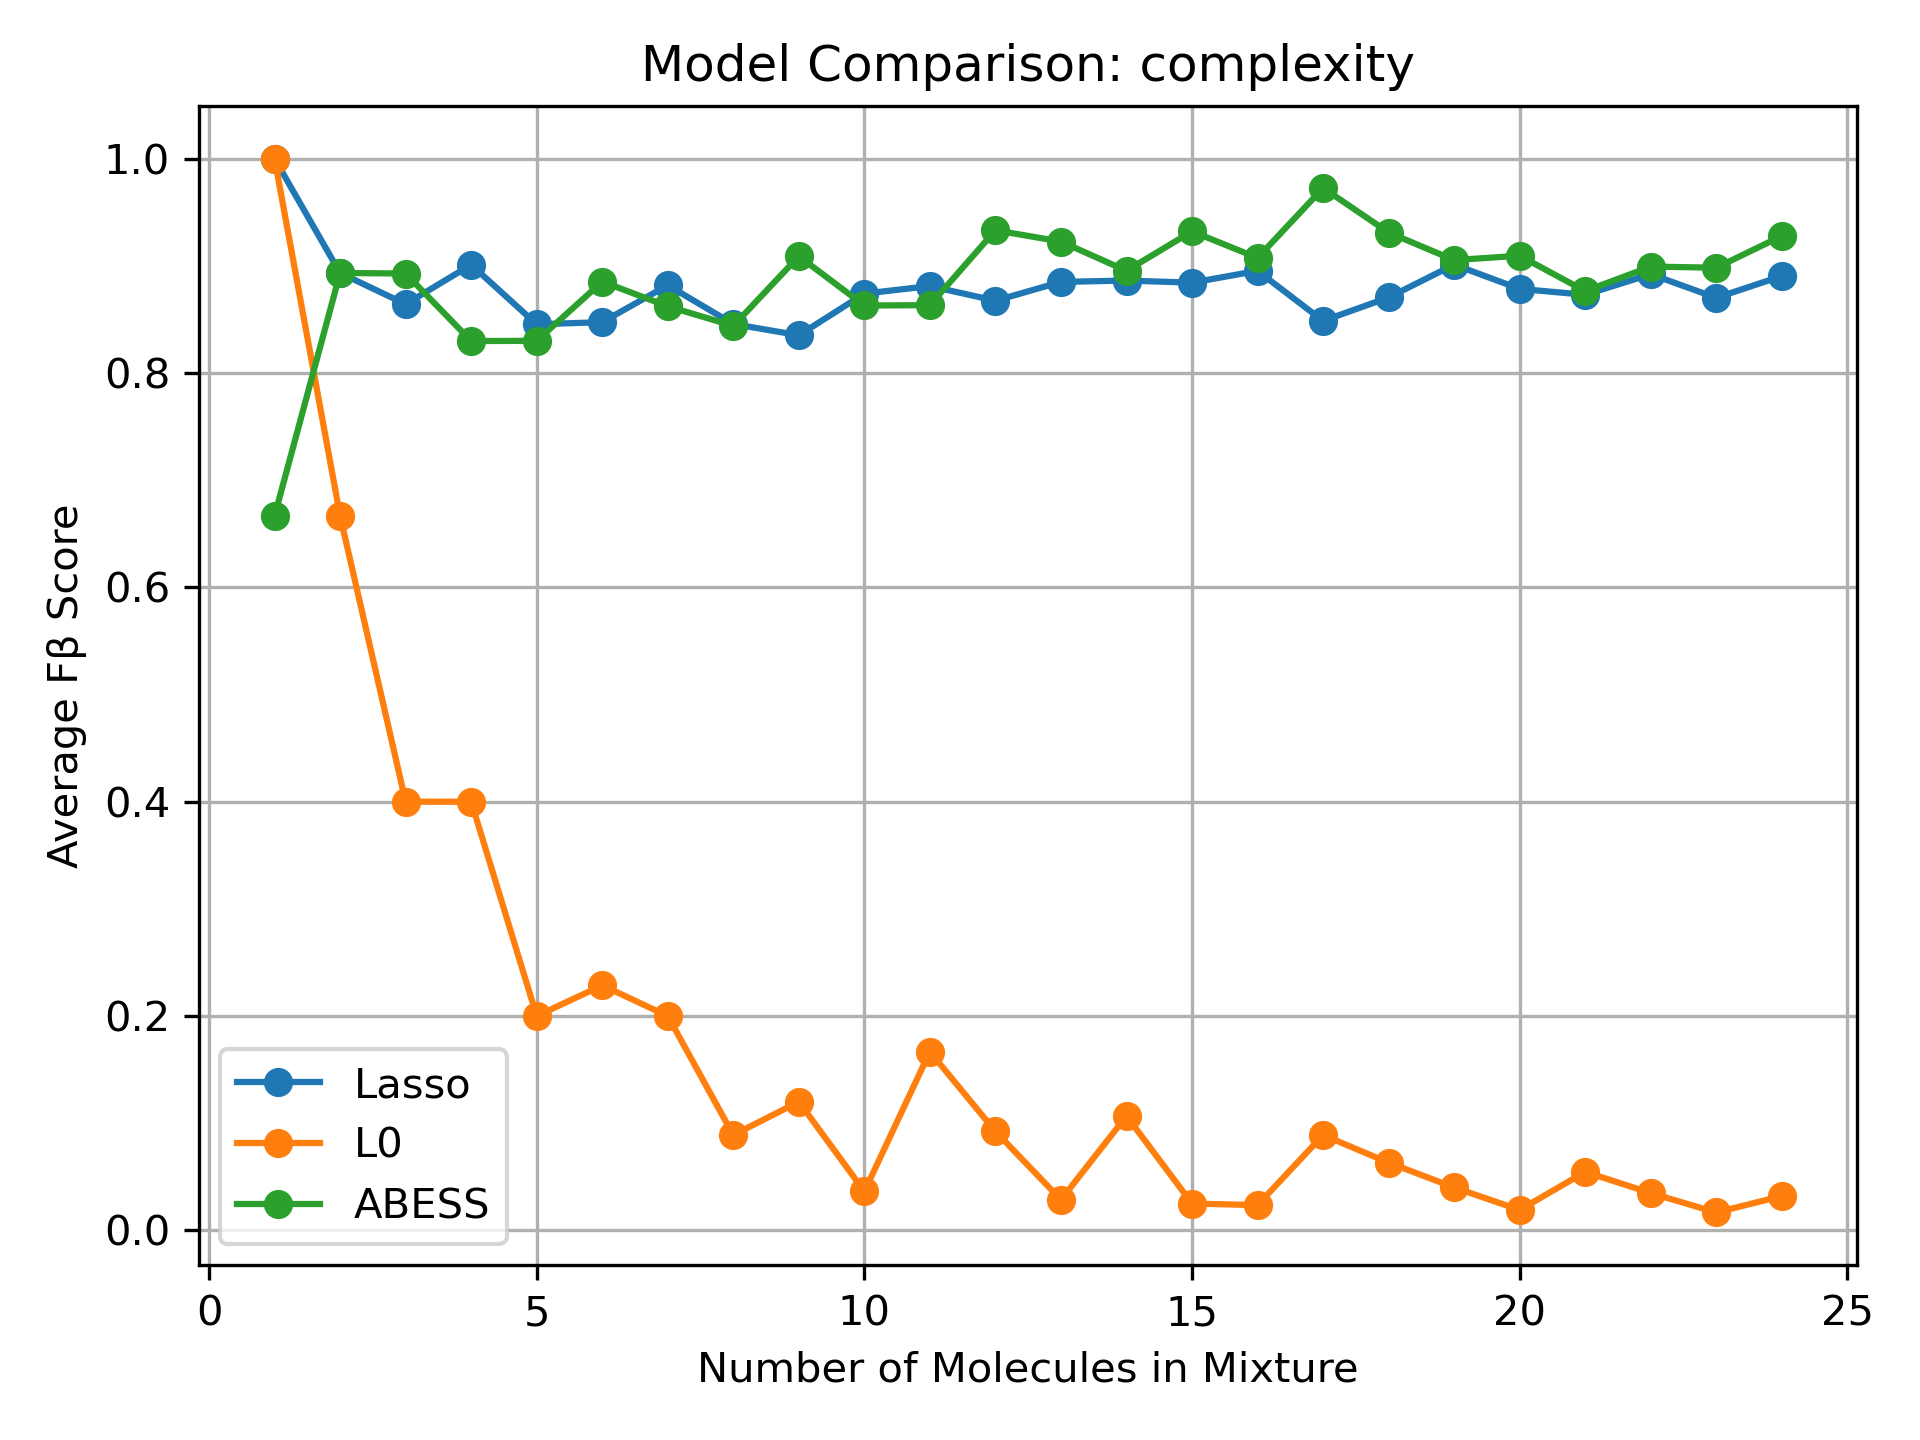 Model Comparison: complexity
Average Fβ Score
1.0
0.8
0.6
0.4
0.2
0.0
Lasso
L0
ABESS
0 5 10 15 20 25
Number of Molecules in Mixture